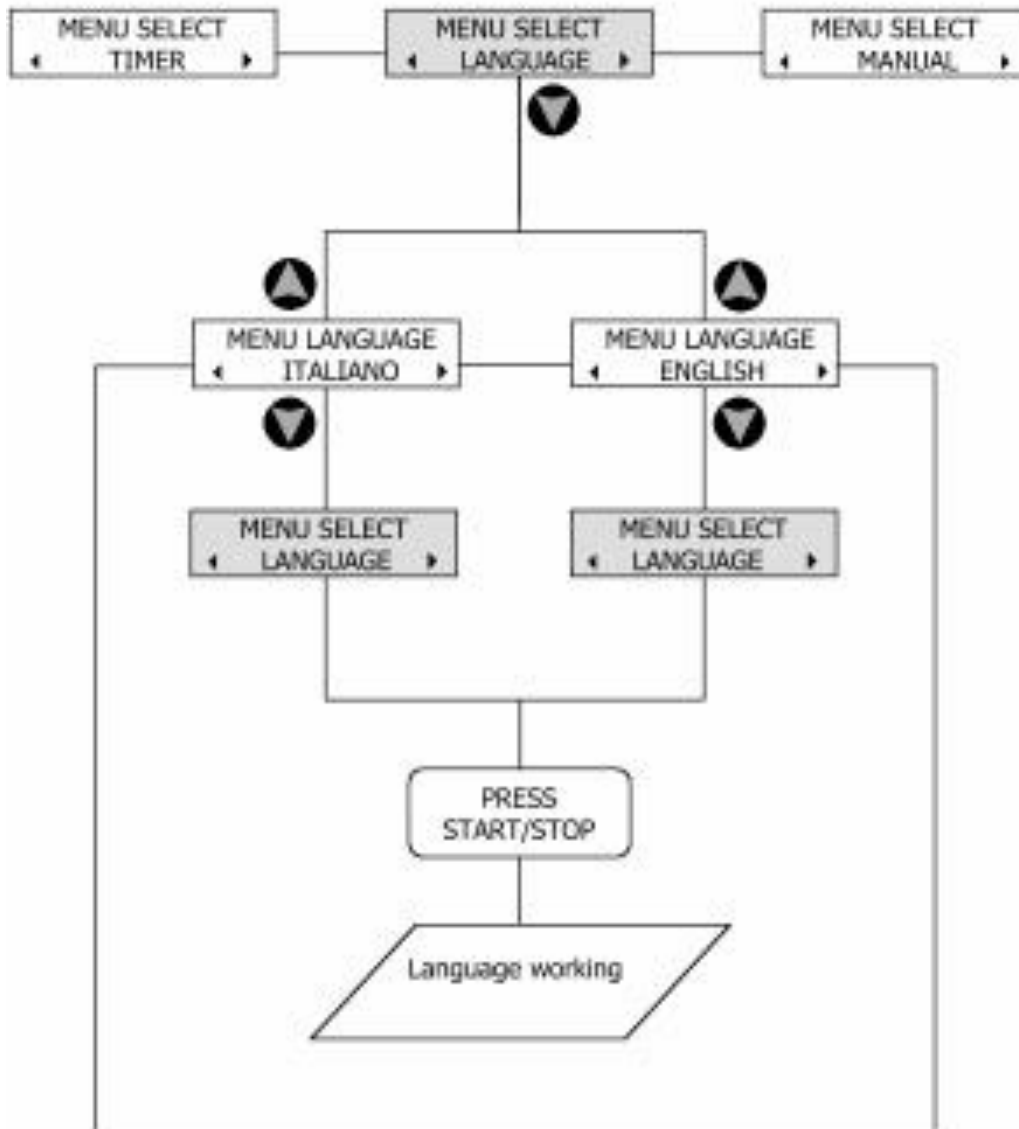 MENU SELECT
TIMER
MENU SELECT
LANGUAGE
MENU SELECT
MANUAL
MENU LANGUAGE
ITALIANO
MENU LANGUAGE
ENGLISH
MENU SELECT
LANGUAGE
MENU SELECT
LANGUAGE
PRESS
START/STOP
Language working